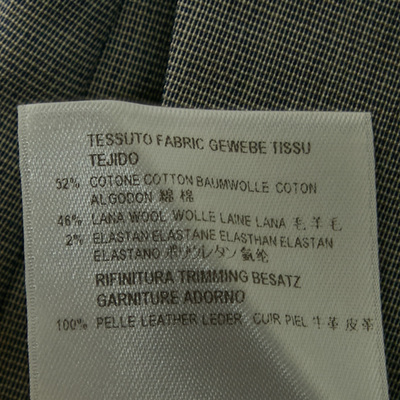 TESSUTO FABRIC GEWEBE TISSU
TEJIDO
52% COTONE COTTON BAUMWOLLE COTON
ALGODON 綿 棉
46% LANA WOOL WOLLE LAINE LANA 毛 羊毛
2% ELASTAN ELASTANE ELASTHAN ELASTAN
ELASTANO ポリウレタン 氨纶
RIFINITURA TRIMMING BESATZ
GARNITURE ADORNO
100% PELLE LEATHER LEDER CUIR PIEL 牛革 皮革